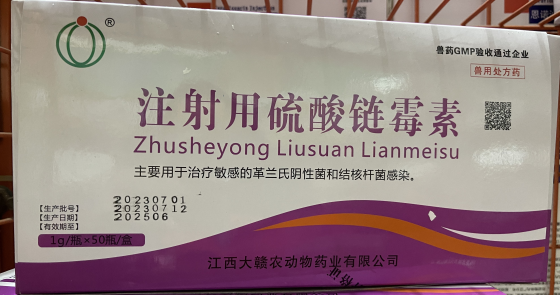 ®
兽药GMP验收通过企业
兽用处方药
注射用硫酸链霉素
Zhusheyong Liusuan Lianmeisu
主要用于治疗敏感的革兰氏阴性菌和结核杆菌感染。
【生产批号】 20230701
【生产日期】 20230712
【有效期至】 202506
1g/瓶×50瓶/盒
江西大赣农动物药业有限公司